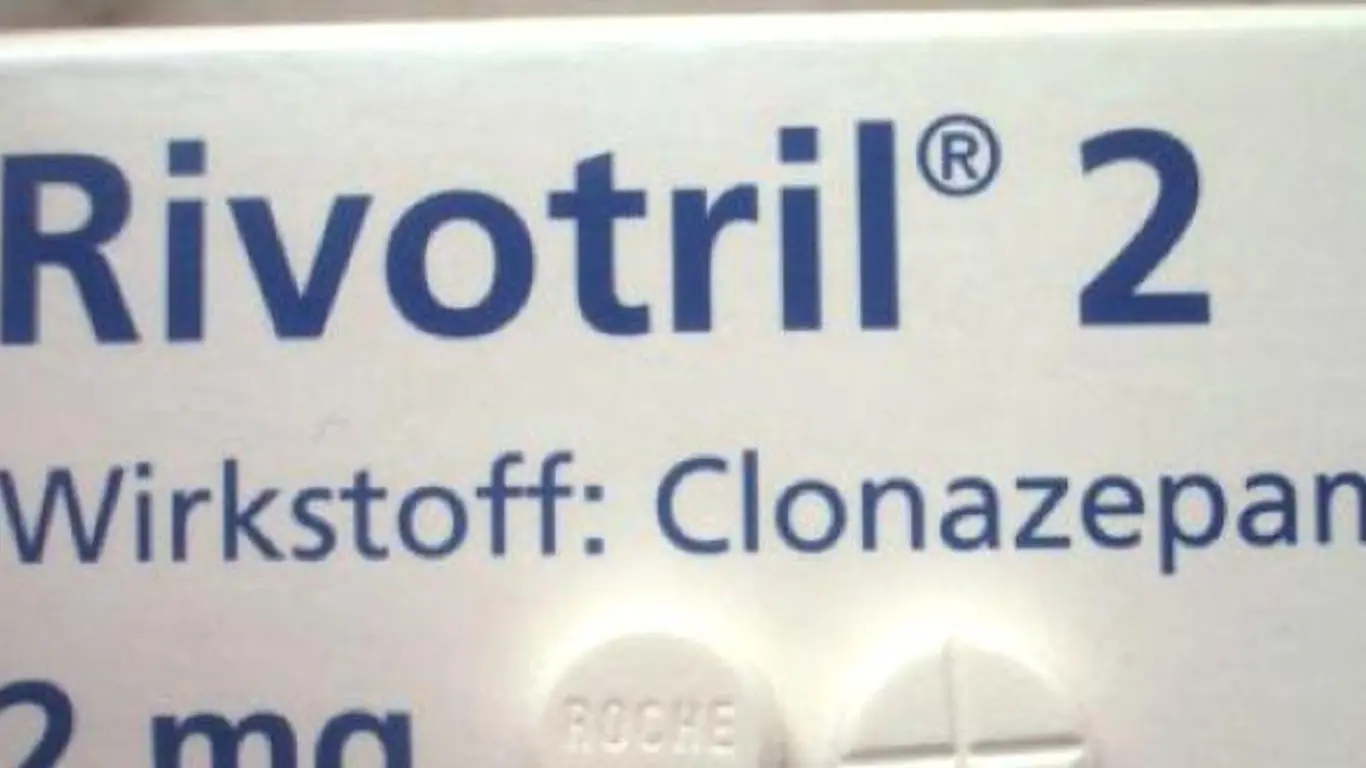 Rivotril® 2
Wirkstoff: Clonazepam
2 mg
ROCHE